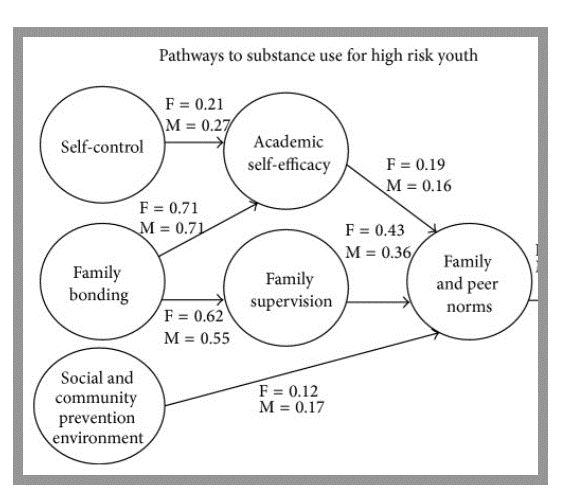 Pathways to substance use for high risk youth
F = 0.21
M = 0.27
Self-control
Academic
self-efficacy
F = 0.19
M = 0.16
F = 0.71
M = 0.71
F = 0.43
M = 0.36
Family
bonding
Family
supervision
Family
and peer
norms
F = 0.62
M = 0.55
Social and
community
prevention
environment
F = 0.12
M = 0.17